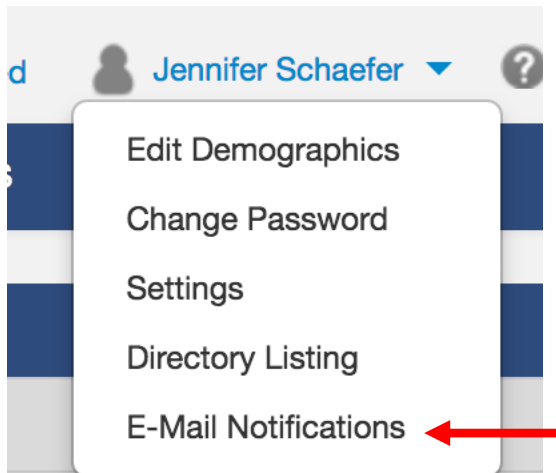 d Jennifer Schaefer ?
s
Edit Demographics
Change Password
Settings
Directory Listing
E-Mail Notifications